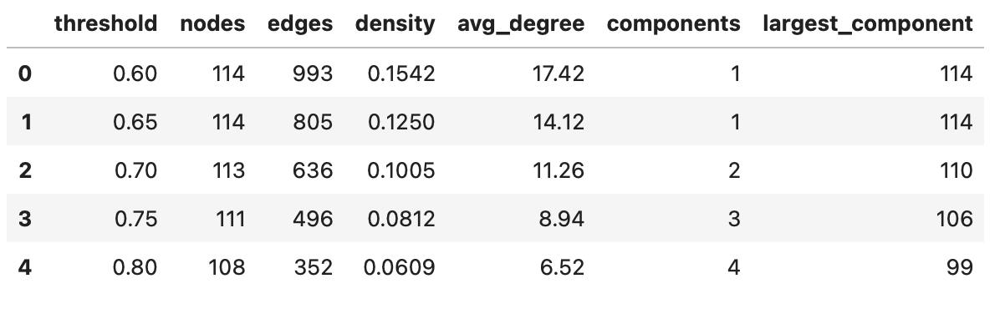 threshold nodes edges density avg_degree components largest_component
0 0.60 114 993 0.1542 17.42 1 114
1 0.65 114 805 0.1250 14.12 1 114
2 0.70 113 636 0.1005 11.26 2 110
3 0.75 111 496 0.0812 8.94 3 106
4 0.80 108 352 0.0609 6.52 4 99